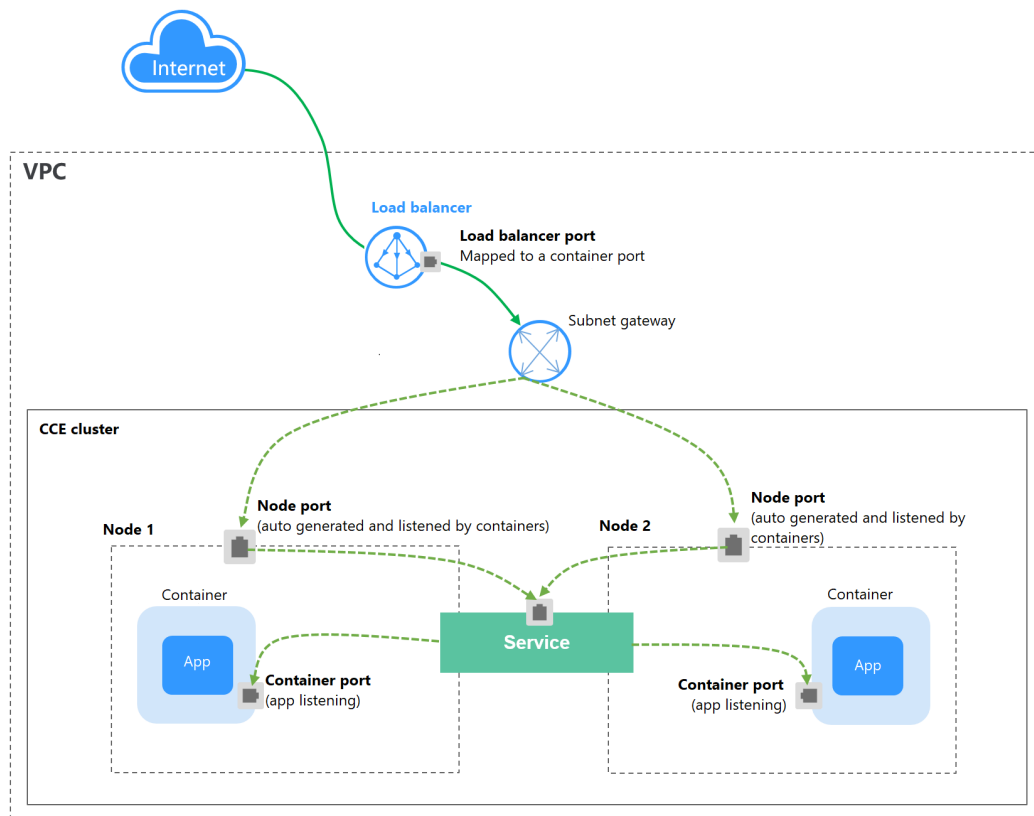 Internet
VPC
Load balancer
Load balancer port
Mapped to a container port
Subnet gateway
CCE cluster
Node 1
Node port
(auto generated and listened by containers)
Node 2
Node port
(auto generated and listened by
containers)
Container
App
Container port
(app listening)
Service
Container
App
Container port
(app listening)